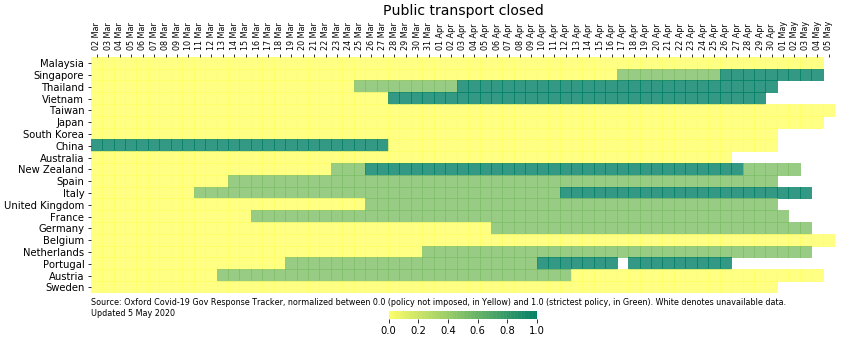 Public transport closed
02 Mar 03 Mar 04 Mar 05 Mar 06 Mar 07 Mar 08 Mar 09 Mar 10 Mar 11 Mar 12 Mar 13 Mar 14 Mar 15 Mar 16 Mar 17 Mar 18 Mar 19 Mar 20 Mar 21 Mar 22 Mar 23 Mar 24 Mar 25 Mar 26 Mar 27 Mar 28 Mar 29 Mar 30 Mar 31 Mar 01 Apr 02 Apr 03 Apr 04 Apr 05 Apr 06 Apr 07 Apr 08 Apr 09 Apr 10 Apr 11 Apr 12 Apr 13 Apr 14 Apr 15 Apr 16 Apr 17 Apr 18 Apr 19 Apr 20 Apr 21 Apr 22 Apr 23 Apr 24 Apr 25 Apr 26 Apr 27 Apr 28 Apr 29 Apr 30 Apr 01 May 02 May 03 May 04 May 05 May
Malaysia
Singapore
Thailand
Vietnam
Taiwan
Japan
South Korea
China
Australia
New Zealand
Spain
Italy
United Kingdom
France
Germany
Belgium
Netherlands
Portugal
Austria
Sweden
Source: Oxford Covid-19 Gov Response Tracker, normalized between 0.0 (policy not imposed, in Yellow) and 1.0 (strictest policy, in Green). White denotes unavailable data.
Updated 5 May 2020
0.0 0.2 0.4 0.6 0.8 1.0